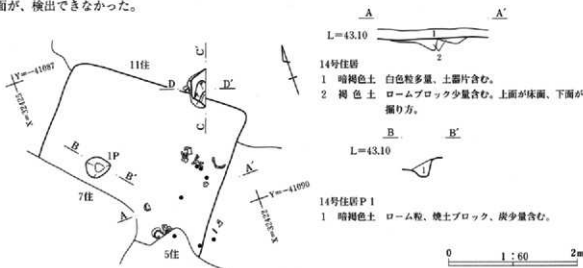 面が、検出できなかった。
A A′
L=43.10
1
2
14号住居
1 暗褐色土 白色粒多量、土器片含む。
2 褐色土 ロームブロック少量含む。上面が床面、下面が
掘り方。
B B′
L=43.10
1
14号住居P1
1 暗褐色土 ローム粒、焼土ブロック、炭少量含む。
0 1:60 2m
Y=-41087
11住
C′
D D′
C
B
1P
B′
7住
A′
A
Y=-41090
5住